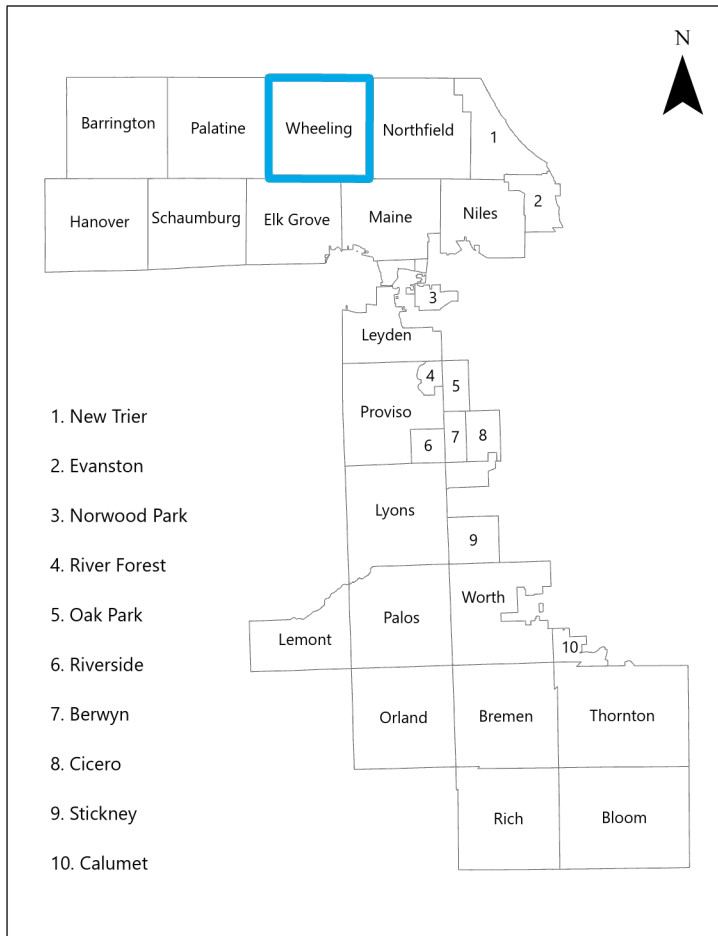 N
Barrington
Palatine
Wheeling
Northfield
1
Hanover
Schaumburg
Elk Grove
Maine
Niles
2
3
Leyden
4
5
Proviso
6
7
8
Lyons
9
Worth
Palos
Lemont
10
Orland
Bremen
Thornton
Rich
Bloom
1. New Trier
2. Evanston
3. Norwood Park
4. River Forest
5. Oak Park
6. Riverside
7. Berwyn
8. Cicero
9. Stickney
10. Calumet